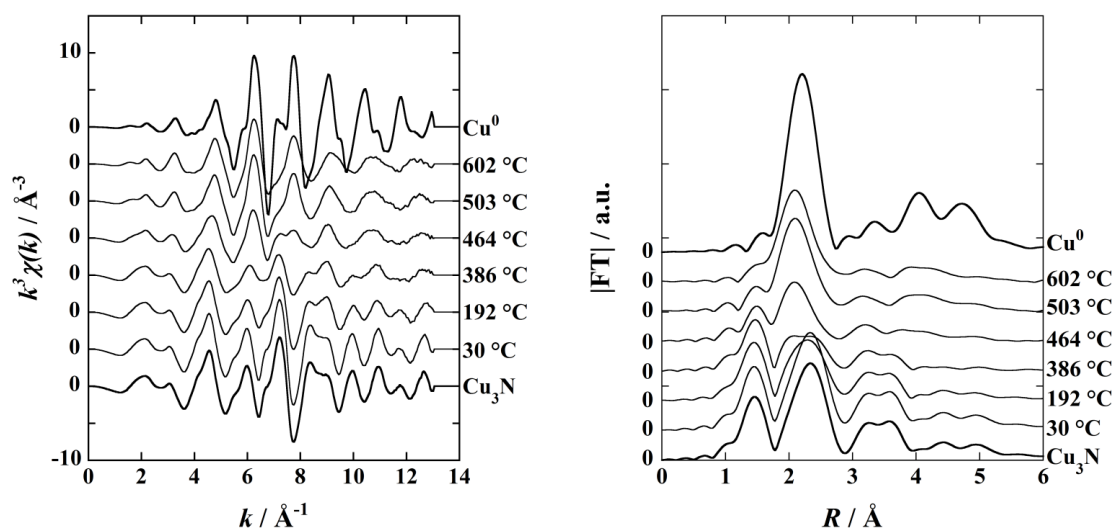 10
0
0
0
0
0
0
0
0
-10
k³ χ(k) / Å⁻³
Cu⁰
602 °C
503 °C
464 °C
386 °C
192 °C
30 °C
Cu₃N
0 2 4 6 8 10 12 14
k / Å⁻¹
|FT| / a.u.
0
0
0
0
0
0
0
0
Cu⁰
602 °C
503 °C
464 °C
386 °C
192 °C
30 °C
Cu₃N
0 1 2 3 4 5 6
R / Å